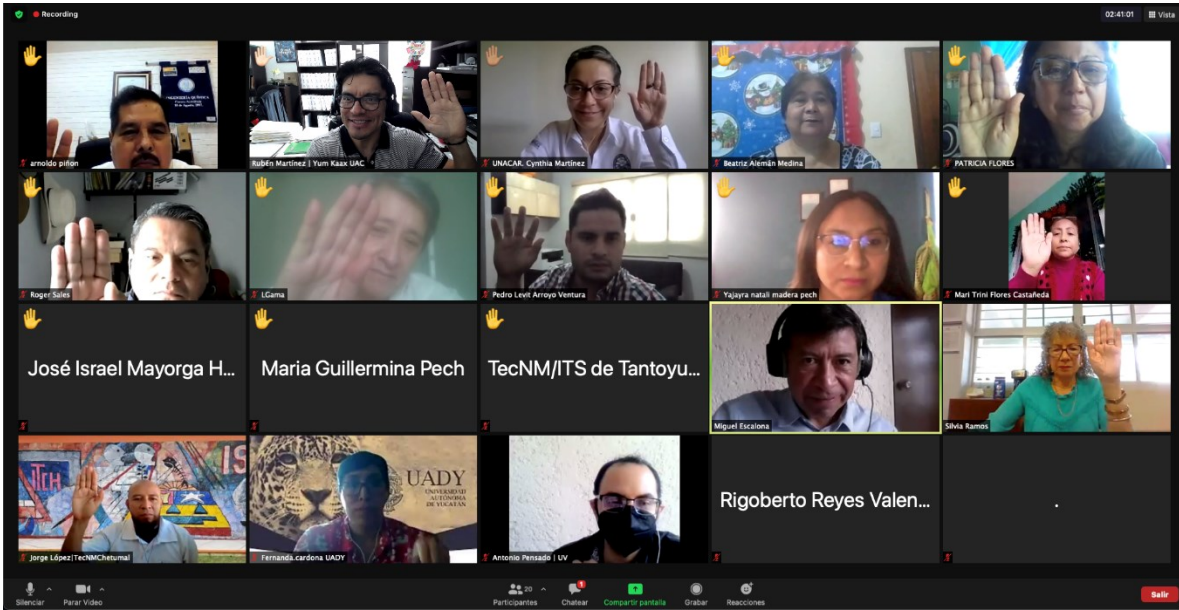 Recording
02:41:01
Vista
INGENIERÍA QUÍMICA
arnoldo piñon
Rubén Martínez | Yum Kaax UAC
UNACAR. Cynthia Martínez
Beatriz Alemán Medina
PATRICIA FLORES
Roger Sales
LGama
Pedro Levit Arroyo Ventura
Yajayra natali madera pech
Mari Trini Flores Castañeda
José Israel Mayorga H...
Maria Guillermina Pech
TecNM/ITS de Tantoyu...
Miguel Escalona
Silvia Ramos
ITCH
IS
Jorge López|TecNMChetumal
UADY
UNIVERSIDAD
AUTÓNOMA
DE YUCATÁN
Fernanda.cardona UADY
Antonio Pensado | UV
Rigoberto Reyes Valen...
.
Silenciar
Parar Video
20
Participantes
1
Chatear
Compartir pantalla
Grabar
Reacciones
Salir